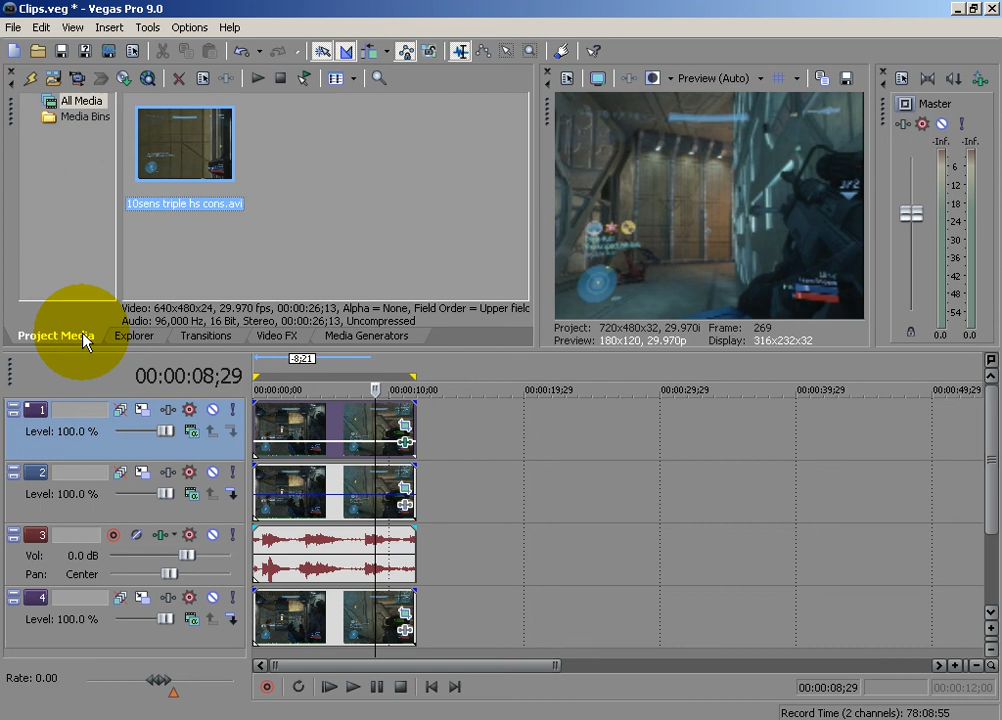 Clips.veg * - Vegas Pro 9.0
File Edit View Insert Tools Options Help
Preview (Auto)
All Media
Media Bins
10sens triple hs cons.avi
Video: 640x480x24, 29.970 fps, 00:00:26;13, Alpha = None, Field Order = Upper field
Audio: 96,000 Hz, 16 Bit, Stereo, 00:00:26;13, Uncompressed
Project Media Explorer Transitions Video FX Media Generators
Project: 720x480x32, 29.970i Frame: 269
Preview: 180x120, 29.970p Display: 316x232x32
Master
-Inf. -Inf.
6
12
18
24
30
36
42
48
54
0.0 0.0
-8;21
00:00:08;29
00:00:00;00 00:00:10;00 00:00:19;29 00:00:29;29 00:00:39;29 00:00:49;29
1
Level: 100.0 %
2
Level: 100.0 %
3
Vol: 0.0 dB
Pan: Center
4
Level: 100.0 %
Rate: 0.00
00:00:08;29 00:00:12;00
Record Time (2 channels): 78:08:55